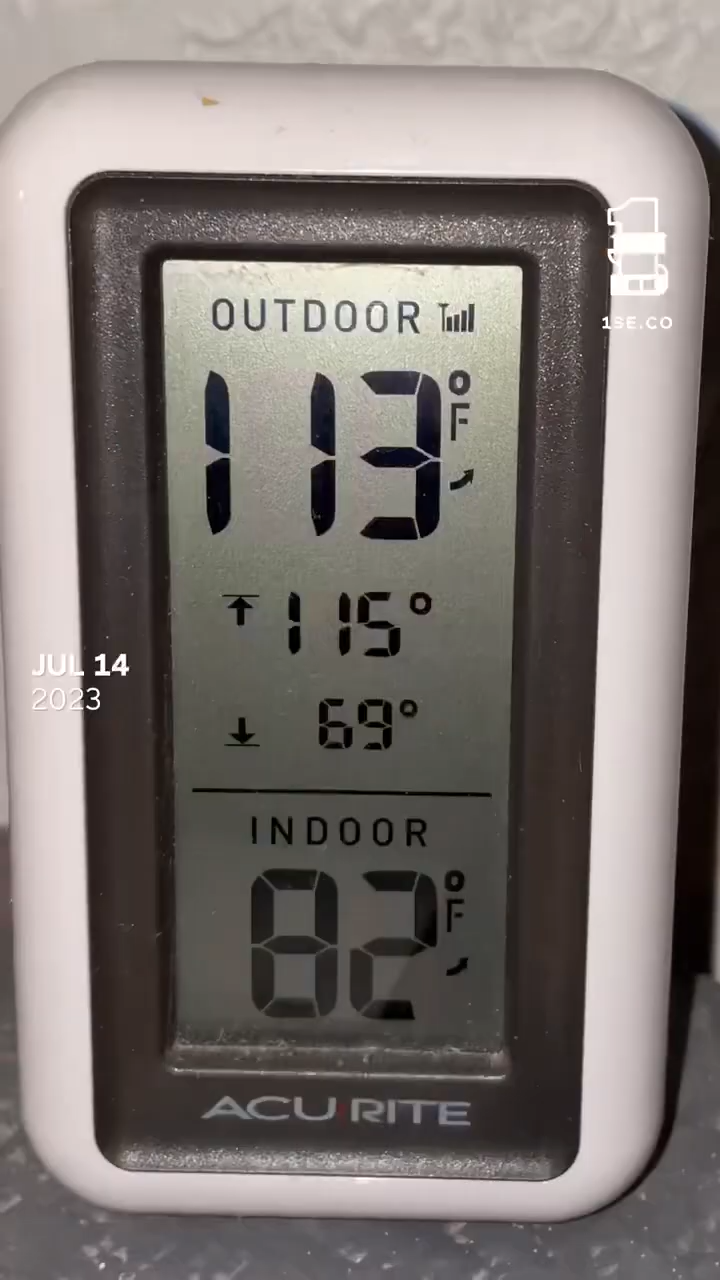 1SE.CO
OUTDOOR
113°F
115°
69°
JUL 14
2023
INDOOR
82°F
ACURITE